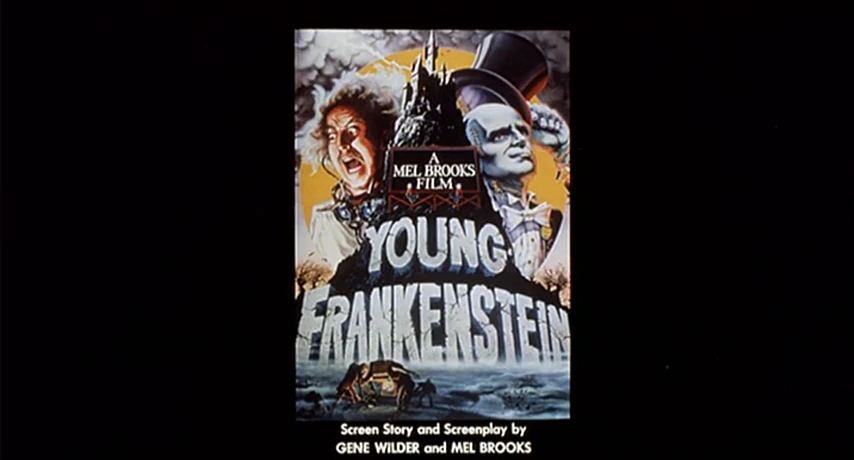 A
MEL BROOKS
FILM
YOUNG
FRANKENSTEIN
Screen Story and Screenplay by
GENE WILDER and MEL BROOKS